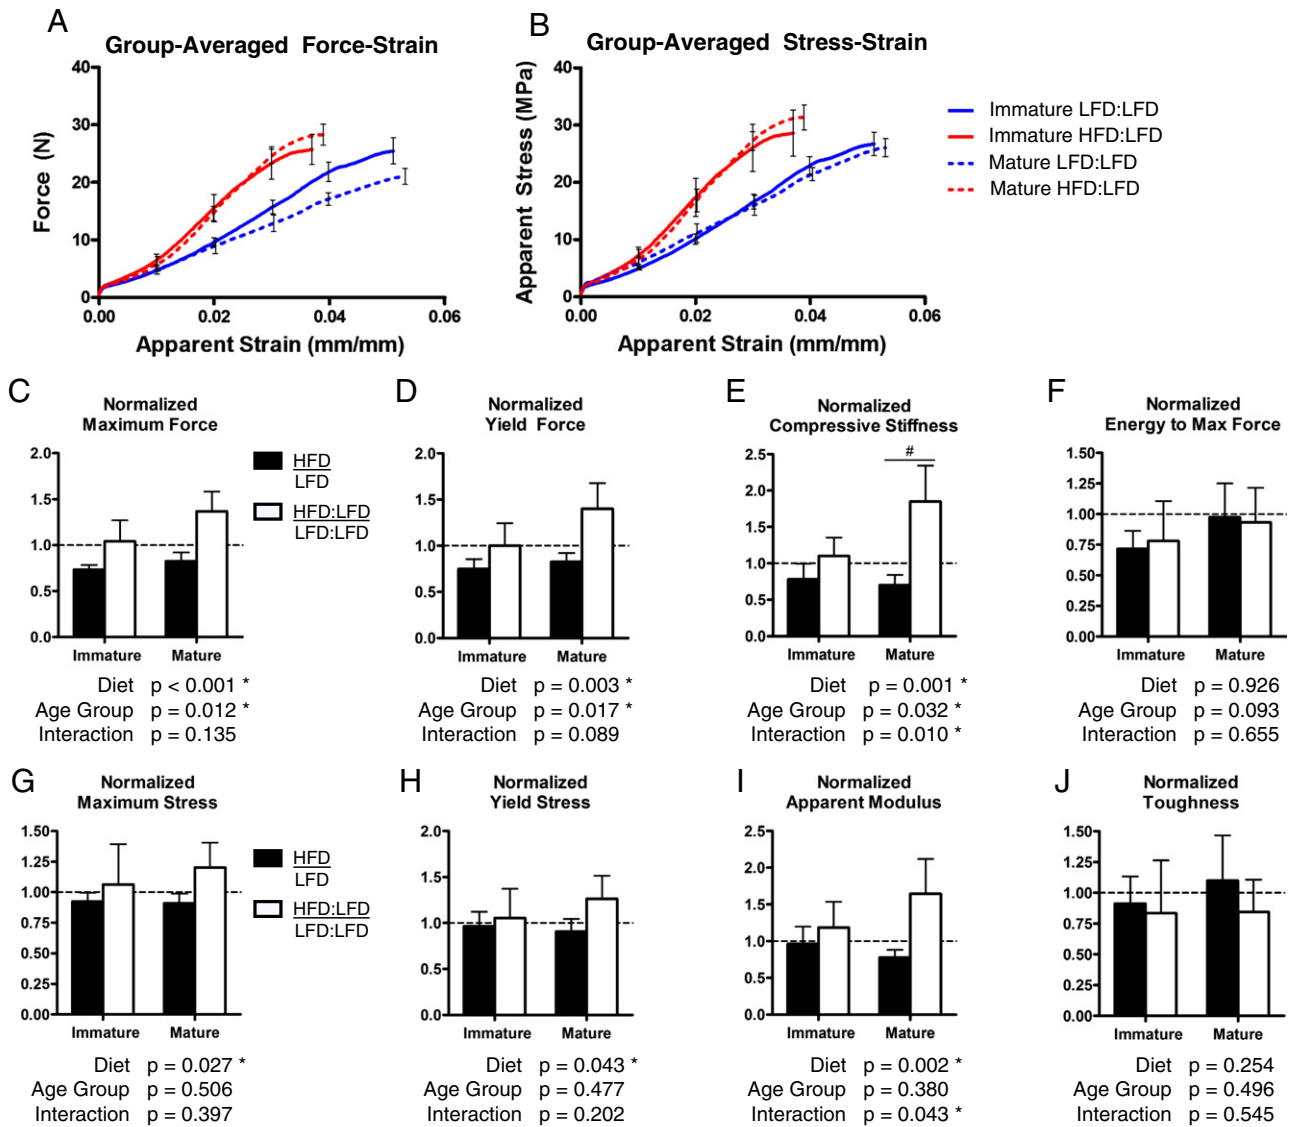 A
Group-Averaged Force-Strain
40
30
20
10
0
Force (N)
0.00 0.02 0.04 0.06
Apparent Strain (mm/mm)
B
Group-Averaged Stress-Strain
40
30
20
10
0
Apparent Stress (MPa)
0.00 0.02 0.04 0.06
Apparent Strain (mm/mm)
Immature LFD:LFD
Immature HFD:LFD
Mature LFD:LFD
Mature HFD:LFD
C
Normalized
Maximum Force
2.0
1.5
1.0
0.5
0.0
Immature Mature
HFD
LFD
HFD:LFD
LFD:LFD
Diet p < 0.001 *
Age Group p = 0.012 *
Interaction p = 0.135
D
Normalized
Yield Force
2.0
1.5
1.0
0.5
0.0
Immature Mature
Diet p = 0.003 *
Age Group p = 0.017 *
Interaction p = 0.089
E
Normalized
Compressive Stiffness
2.5
2.0
1.5
1.0
0.5
0.0
#
Immature Mature
Diet p = 0.001 *
Age Group p = 0.032 *
Interaction p = 0.010 *
F
Normalized
Energy to Max Force
1.50
1.25
1.00
0.75
0.50
0.25
0.00
Immature Mature
Diet p = 0.926
Age Group p = 0.093
Interaction p = 0.655
G
Normalized
Maximum Stress
1.50
1.25
1.00
0.75
0.50
0.25
0.00
Immature Mature
HFD
LFD
HFD:LFD
LFD:LFD
Diet p = 0.027 *
Age Group p = 0.506
Interaction p = 0.397
H
Normalized
Yield Stress
2.0
1.5
1.0
0.5
0.0
Immature Mature
Diet p = 0.043 *
Age Group p = 0.477
Interaction p = 0.202
I
Normalized
Apparent Modulus
2.5
2.0
1.5
1.0
0.5
0.0
Immature Mature
Diet p = 0.002 *
Age Group p = 0.380
Interaction p = 0.043 *
J
Normalized
Toughness
1.50
1.25
1.00
0.75
0.50
0.25
0.00
Immature Mature
Diet p = 0.254
Age Group p = 0.496
Interaction p = 0.545